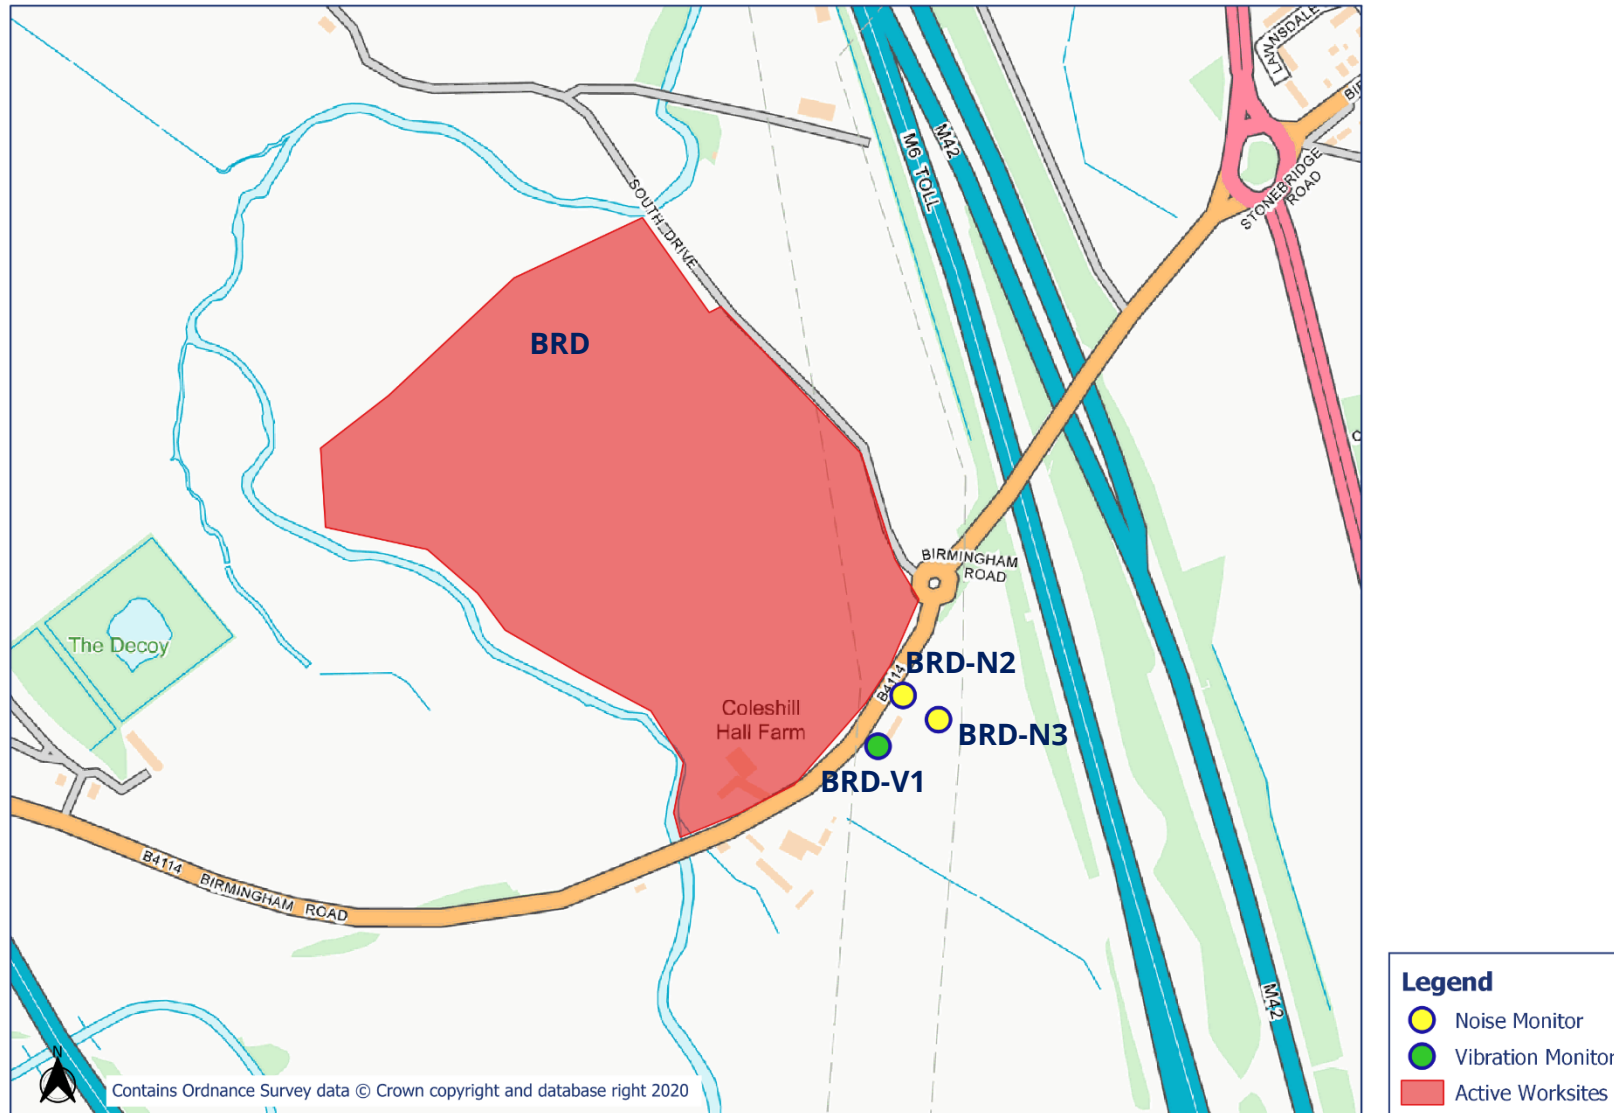 LAWNSDALE
M42
M6 TOLL
STONEBRIDGE
ROAD
SOUTH DRIVE
BRD
BIRMINGHAM
ROAD
The Decoy
BRD-N2
B4114
Coleshill
Hall Farm
BRD-N3
BRD-V1
B4114 BIRMINGHAM ROAD
M42
N
Contains Ordnance Survey data © Crown copyright and database right 2020
Legend
Noise Monitor
Vibration Monitor
Active Worksites